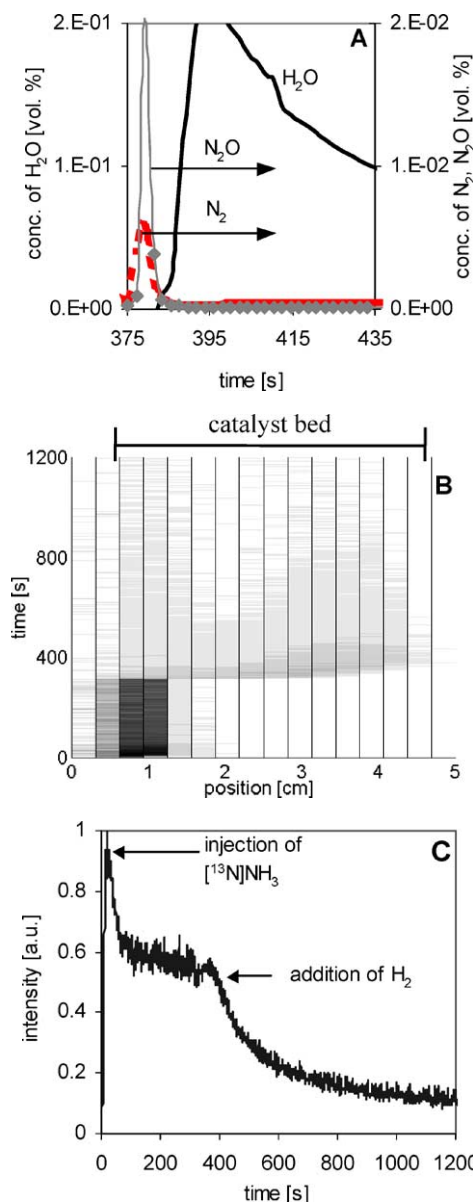 2.E-01
A
2.E-02
H₂O
N₂O
1.E-01
1.E-02
N₂
0.E+00
0.E+00
375
395
415
435
conc. of H₂O [vol. %]
conc. of N₂, N₂O [vol. %]
time [s]
catalyst bed
1200
B
800
400
0
time [s]
0
1
2
3
4
5
position [cm]
1
C
injection of
[¹³N]NH₃
0.8
0.6
addition of H₂
0.4
0.2
0
intensity [a.u.]
0
200
400
600
800
1000
1200
time [s]